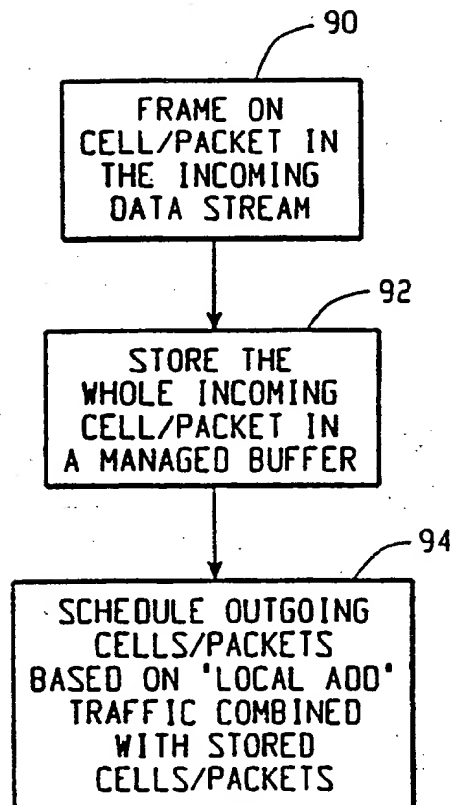 90
FRAME ON
CELL/PACKET IN
THE INCOMING
DATA STREAM
92
STORE THE
WHOLE INCOMING
CELL/PACKET IN
A MANAGED BUFFER
94
SCHEDULE OUTGOING
CELLS/PACKETS
BASED ON 'LOCAL ADD'
TRAFFIC COMBINED
WITH STORED
CELLS/PACKETS